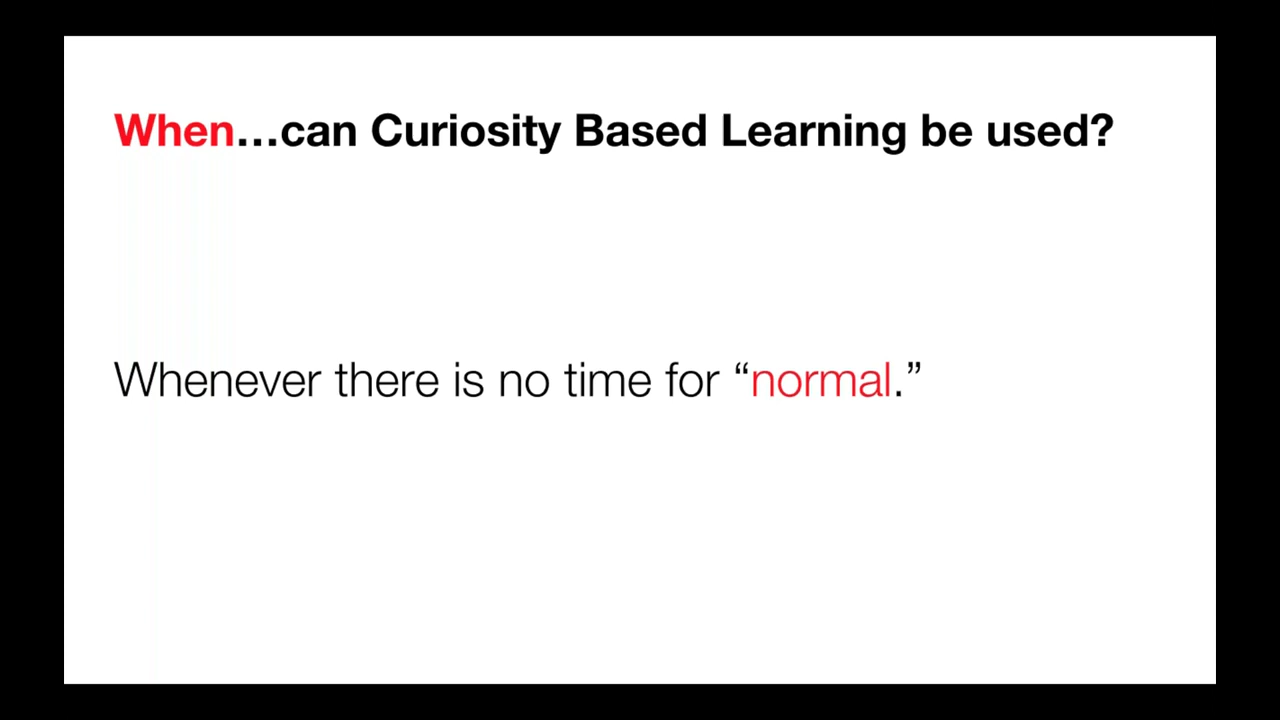 When...can Curiosity Based Learning be used?
Whenever there is no time for “normal.”